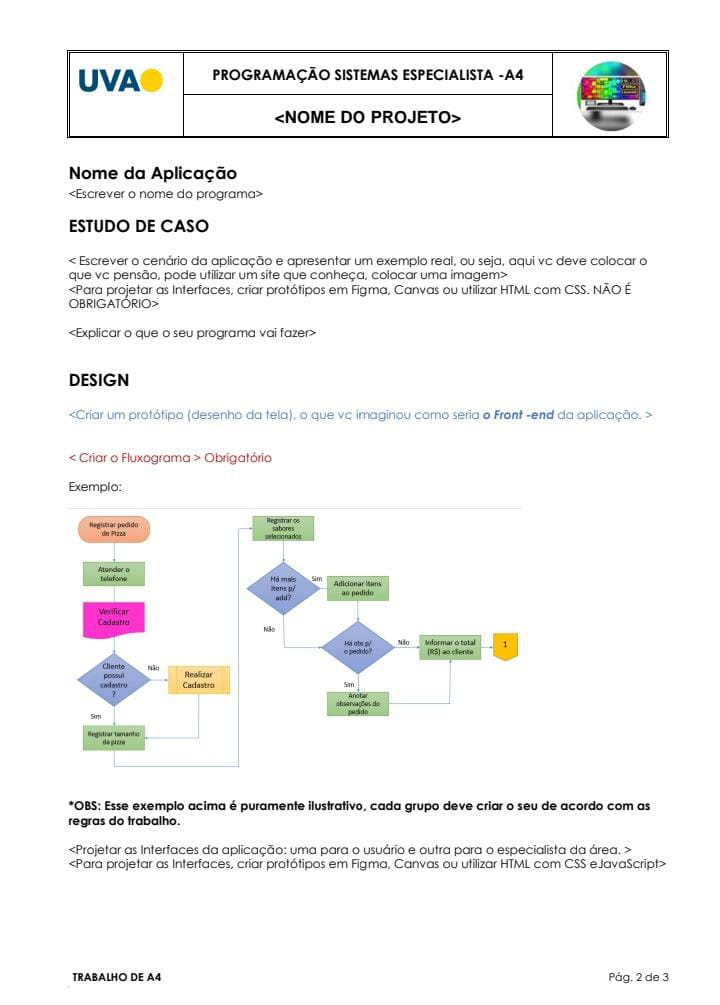 UVA
PROGRAMAÇÃO SISTEMAS ESPECIALISTA -A4
<NOME DO PROJETO>
Nome da Aplicação
<Escrever o nome do programa>
ESTUDO DE CASO
< Escrever o cenário da aplicação e apresentar um exemplo real, ou seja, aqui vc deve colocar o
que vc pensão, pode utilizar um site que conheça, colocar uma imagem>
<Para projetar as Interfaces, criar protótipos em Figma, Canvas ou utilizar HTML com CSS. NÃO É
OBRIGATÓRIO>
<Explicar o que o seu programa vai fazer>
DESIGN
<Criar um protótipo (desenho da tela), o que vc imaginou como seria o Front -end da aplicação. >
< Criar o Fluxograma > Obrigatório
Exemplo:
Registrar pedido
de Pizza
Atender o
telefone
Verificar
Cadastro
Cliente
possui
cadastro
?
Não
Realizar
Cadastro
Sim
Registrar tamanho
da pizza
Registrar os
sabores
selecionados
Há mais
itens p/
add?
Sim
Adicionar itens
ao pedido
Não
Há obs p/
o pedido?
Não
Informar o total
(R$) ao cliente
1
Sim
Anotar
observações do
pedido
*OBS: Esse exemplo acima é puramente ilustrativo, cada grupo deve criar o seu de acordo com as
regras do trabalho.
<Projetar as Interfaces da aplicação: uma para o usuário e outra para o especialista da área. >
<Para projetar as Interfaces, criar protótipos em Figma, Canvas ou utilizar HTML com CSS eJavaScript>
TRABALHO DE A4
Pág. 2 de 3